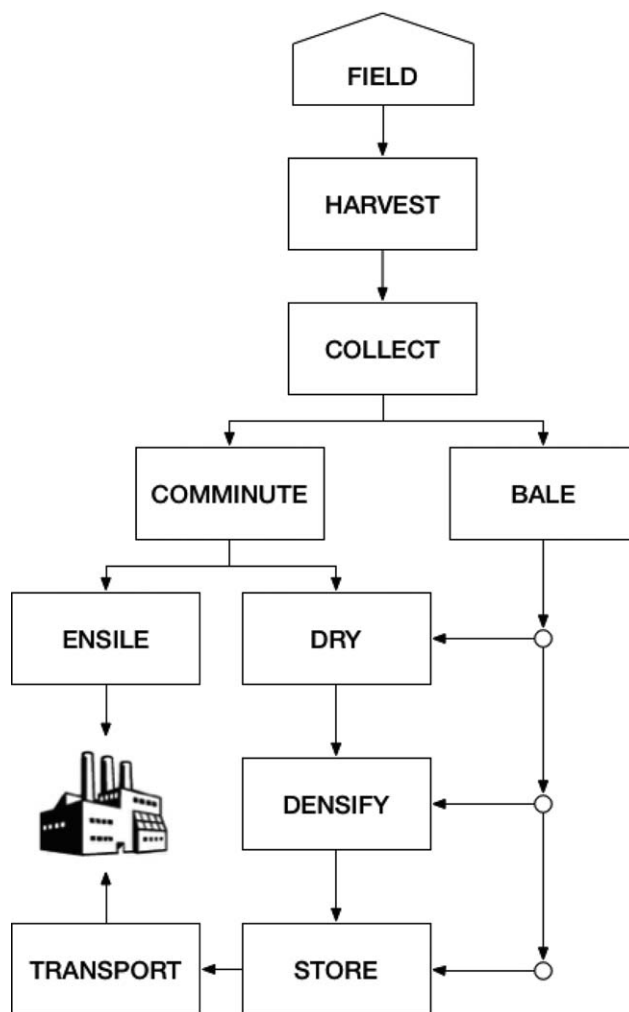 FIELD
HARVEST
COLLECT
COMMINUTE
BALE
ENSILE
DRY
DENSIFY
TRANSPORT
STORE